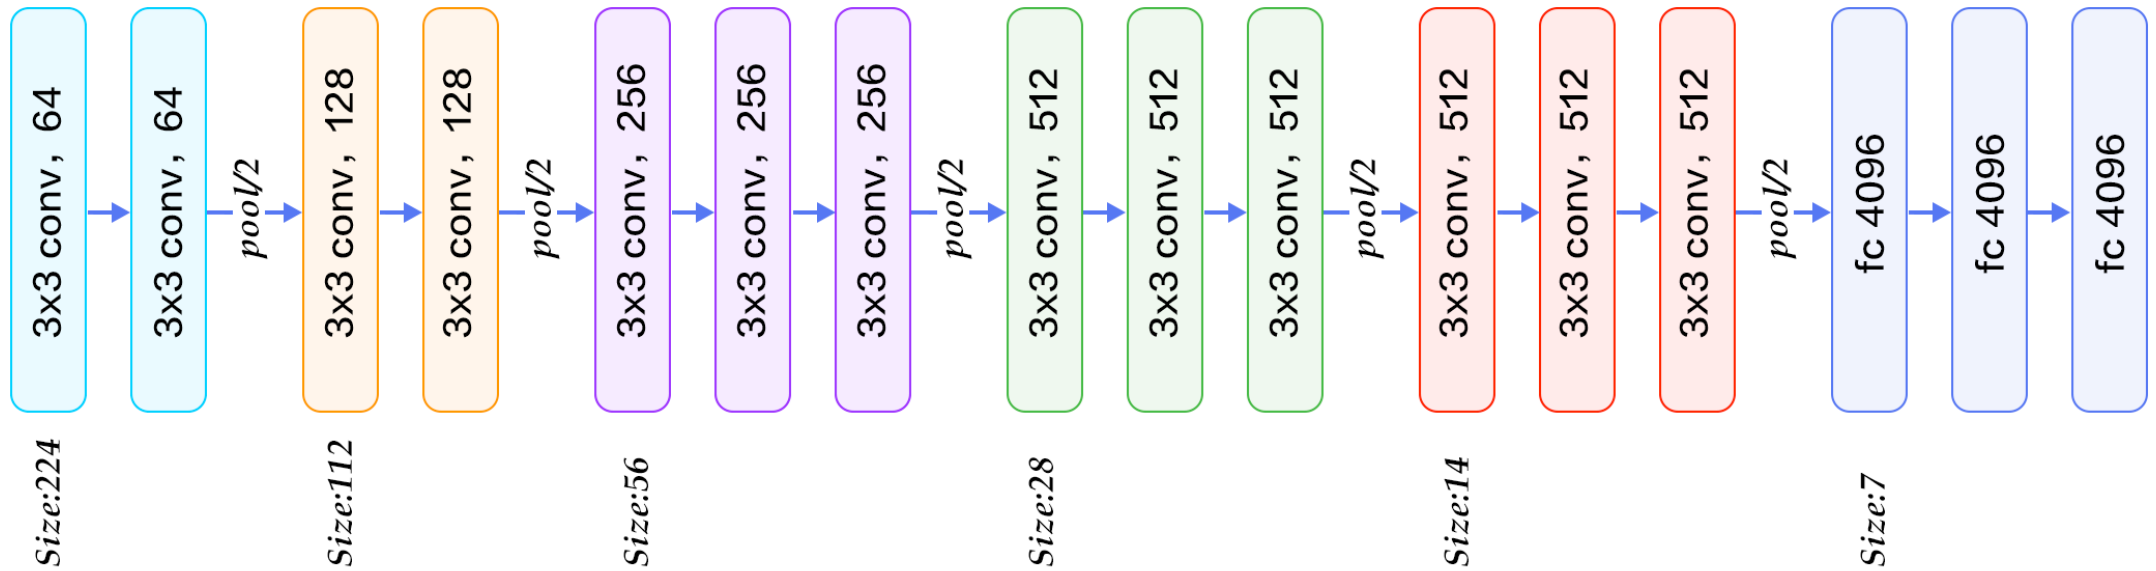 3x3 conv, 64
3x3 conv, 64
pool/2
3x3 conv, 128
3x3 conv, 128
pool/2
3x3 conv, 256
3x3 conv, 256
3x3 conv, 256
pool/2
3x3 conv, 512
3x3 conv, 512
3x3 conv, 512
pool/2
3x3 conv, 512
3x3 conv, 512
3x3 conv, 512
pool/2
fc 4096
fc 4096
fc 4096
Size:224
Size:112
Size:56
Size:28
Size:14
Size:7